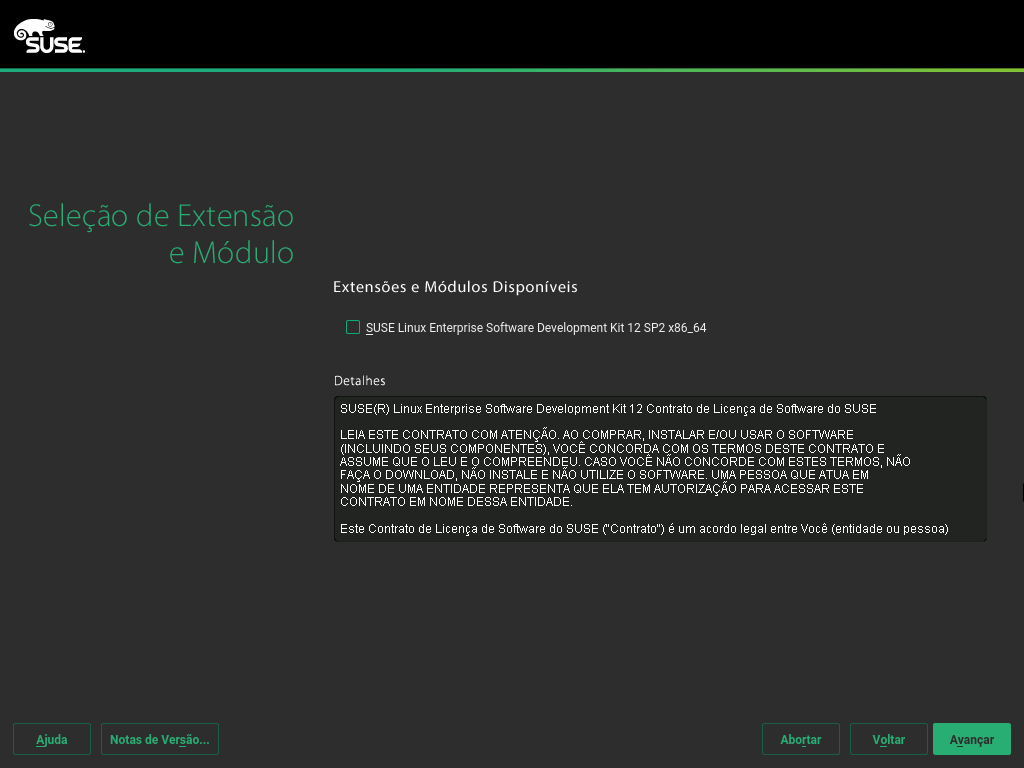 SUSE.
Seleção de Extensão
e Módulo
Extensões e Módulos Disponíveis
SUSE Linux Enterprise Software Development Kit 12 SP2 x86_64
Detalhes
SUSE(R) Linux Enterprise Software Development Kit 12 Contrato de Licença de Software do SUSE
LEIA ESTE CONTRATO COM ATENÇÃO. AO COMPRAR, INSTALAR E/OU USAR O SOFTWARE
(INCLUINDO SEUS COMPONENTES), VOCÊ CONCORDA COM OS TERMOS DESTE CONTRATO E
ASSUME QUE O LEU E O COMPREENDEU. CASO VOCÊ NÃO CONCORDE COM ESTES TERMOS, NÃO
FAÇA O DOWNLOAD, NÃO INSTALE E NÃO UTILIZE O SOFTWARE. UMA PESSOA QUE ATUA EM
NOME DE UMA ENTIDADE REPRESENTA QUE ELA TEM AUTORIZAÇÃO PARA ACESSAR ESTE
CONTRATO EM NOME DESSA ENTIDADE.
Este Contrato de Licença de Software do SUSE ("Contrato") é um acordo legal entre Você (entidade ou pessoa)
Ajuda
Notas de Versão...
Abortar
Voltar
Avançar